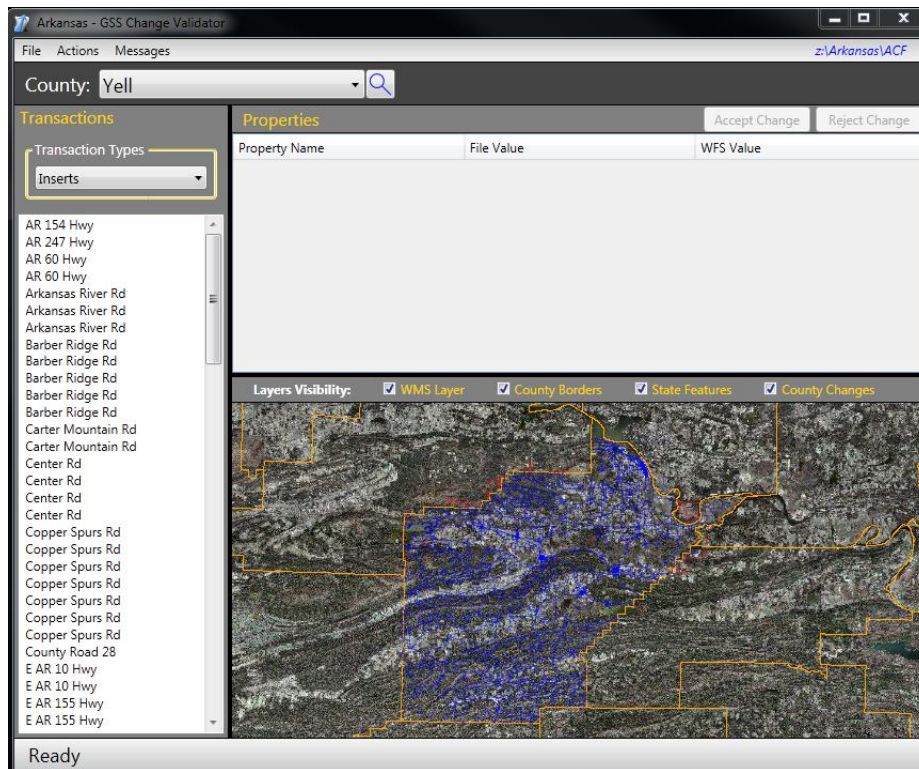 Arkansas - GSS Change Validator
File Actions Messages z:\Arkansas\ACF
County: Yell
Transactions
Transaction Types
Inserts
AR 154 Hwy
AR 247 Hwy
AR 60 Hwy
AR 60 Hwy
Arkansas River Rd
Arkansas River Rd
Arkansas River Rd
Barber Ridge Rd
Barber Ridge Rd
Barber Ridge Rd
Barber Ridge Rd
Barber Ridge Rd
Carter Mountain Rd
Carter Mountain Rd
Center Rd
Center Rd
Center Rd
Center Rd
Copper Spurs Rd
Copper Spurs Rd
Copper Spurs Rd
Copper Spurs Rd
Copper Spurs Rd
Copper Spurs Rd
Copper Spurs Rd
County Road 28
E AR 10 Hwy
E AR 10 Hwy
E AR 155 Hwy
E AR 155 Hwy
Properties Accept Change Reject Change
Property Name File Value WFS Value
Layers Visibility: WMS Layer County Borders State Features County Changes
Ready